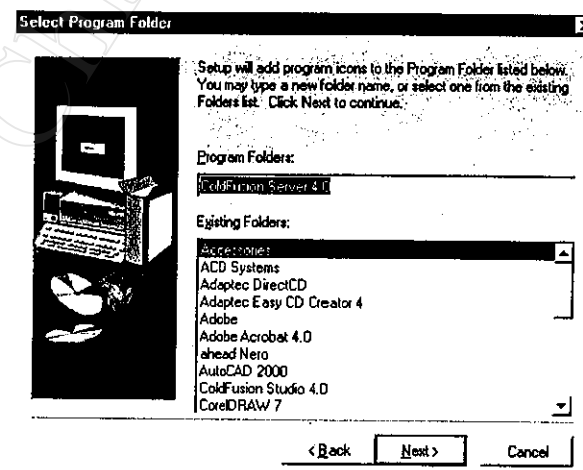 Select Program Folder
Setup will add program icons to the Program Folder listed below.
You may type a new folder name, or select one from the existing
Folders list. Click Next to continue.
Program Folders:
ColdFusion Server 4.0
Existing Folders:
Accessories
ACD Systems
Adaptec DirectCD
Adaptec Easy CD Creator 4
Adobe
Adobe Acrobat 4.0
ahead Nero
AutoCAD 2000
ColdFusion Studio 4.0
CorelDRAW 7
< Back
Next >
Cancel